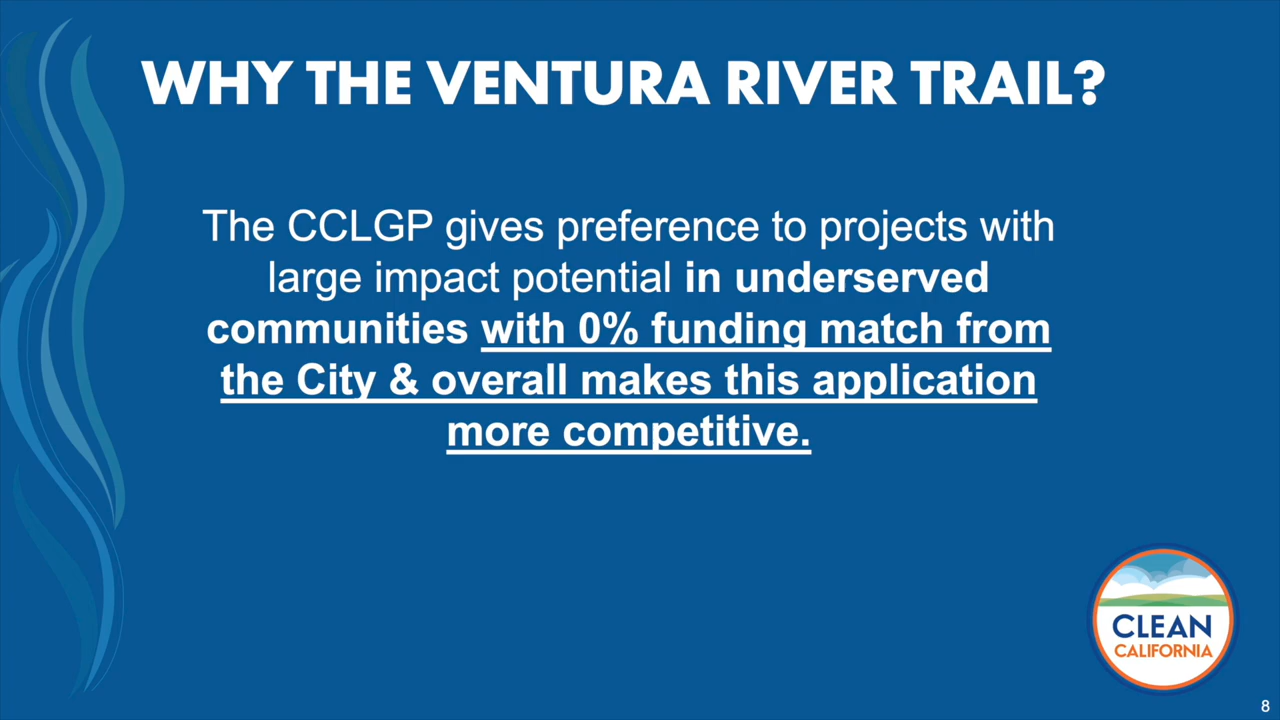 WHY THE VENTURA RIVER TRAIL?
The CCLGP gives preference to projects with
large impact potential in underserved
communities with 0% funding match from
the City & overall makes this application
more competitive.
CLEAN
CALIFORNIA
8